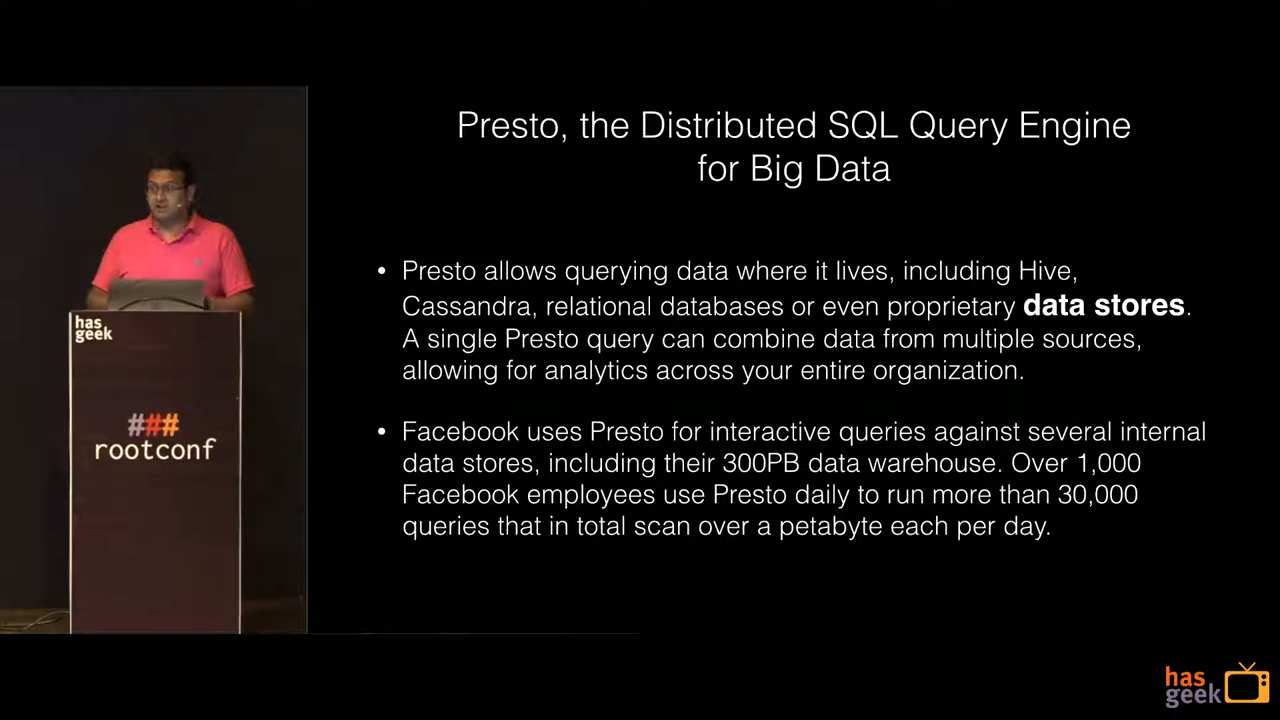 Presto, the Distributed SQL Query Engine
for Big Data
• Presto allows querying data where it lives, including Hive,
Cassandra, relational databases or even proprietary data stores.
A single Presto query can combine data from multiple sources,
allowing for analytics across your entire organization.
• Facebook uses Presto for interactive queries against several internal
data stores, including their 300PB data warehouse. Over 1,000
Facebook employees use Presto daily to run more than 30,000
queries that in total scan over a petabyte each per day.
has
geek
###
rootconf
has
geek